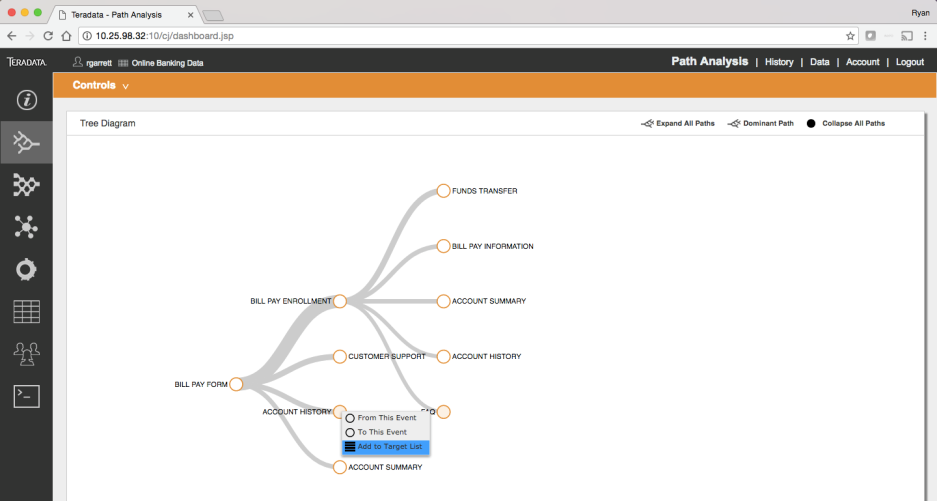 Teradata - Path Analysis
Ryan
10.25.98.32:10/cj/dashboard.jsp
TERADATA.
rgarrett
Online Banking Data
Path Analysis | History | Data | Account | Logout
Controls
Tree Diagram
Expand All Paths
Dominant Path
Collapse All Paths
FUNDS TRANSFER
BILL PAY INFORMATION
BILL PAY ENROLLMENT
ACCOUNT SUMMARY
CUSTOMER SUPPORT
ACCOUNT HISTORY
BILL PAY FORM
ACCOUNT HISTORY
FAQ
From This Event
To This Event
Add to Target List
ACCOUNT SUMMARY